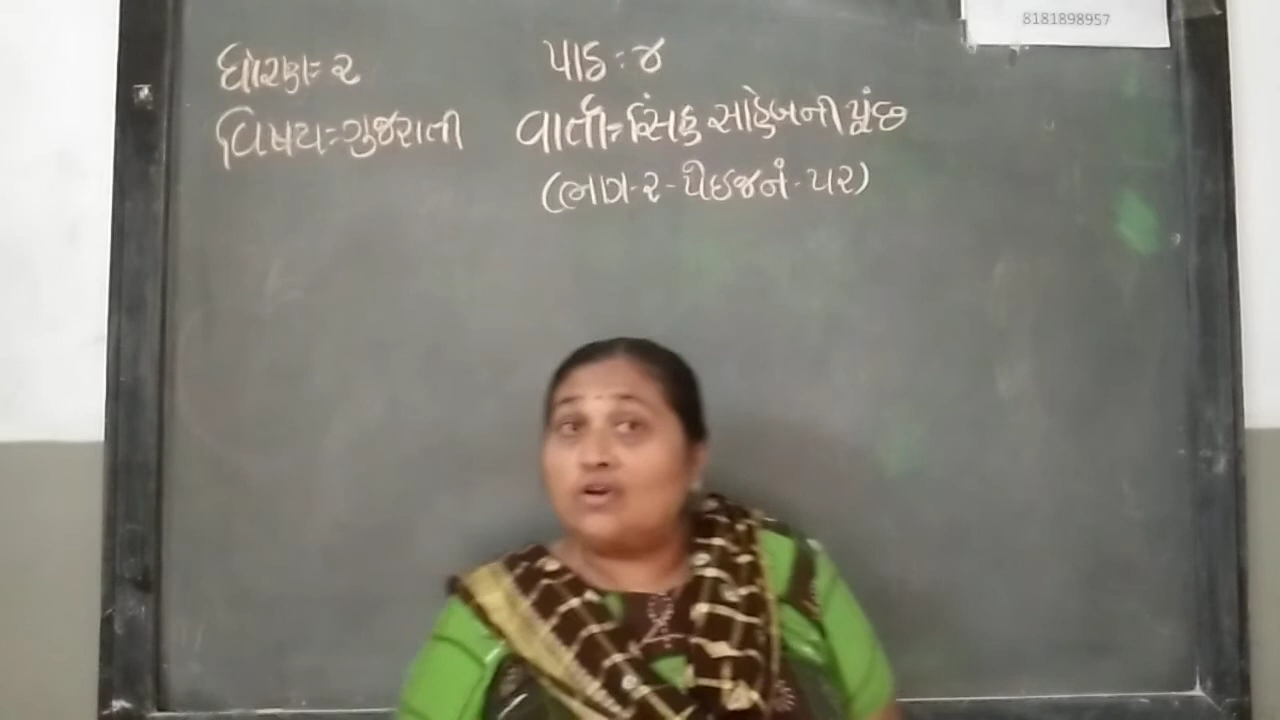 8181898957
ધોરણ:- ૨
પાઠ :- ૪
વિષય:- ગુજરાતી
વાર્તા:- સિંહ સાહેબની પૂંછ
(ભાગ-૨-પેઇજનં-૫૨)